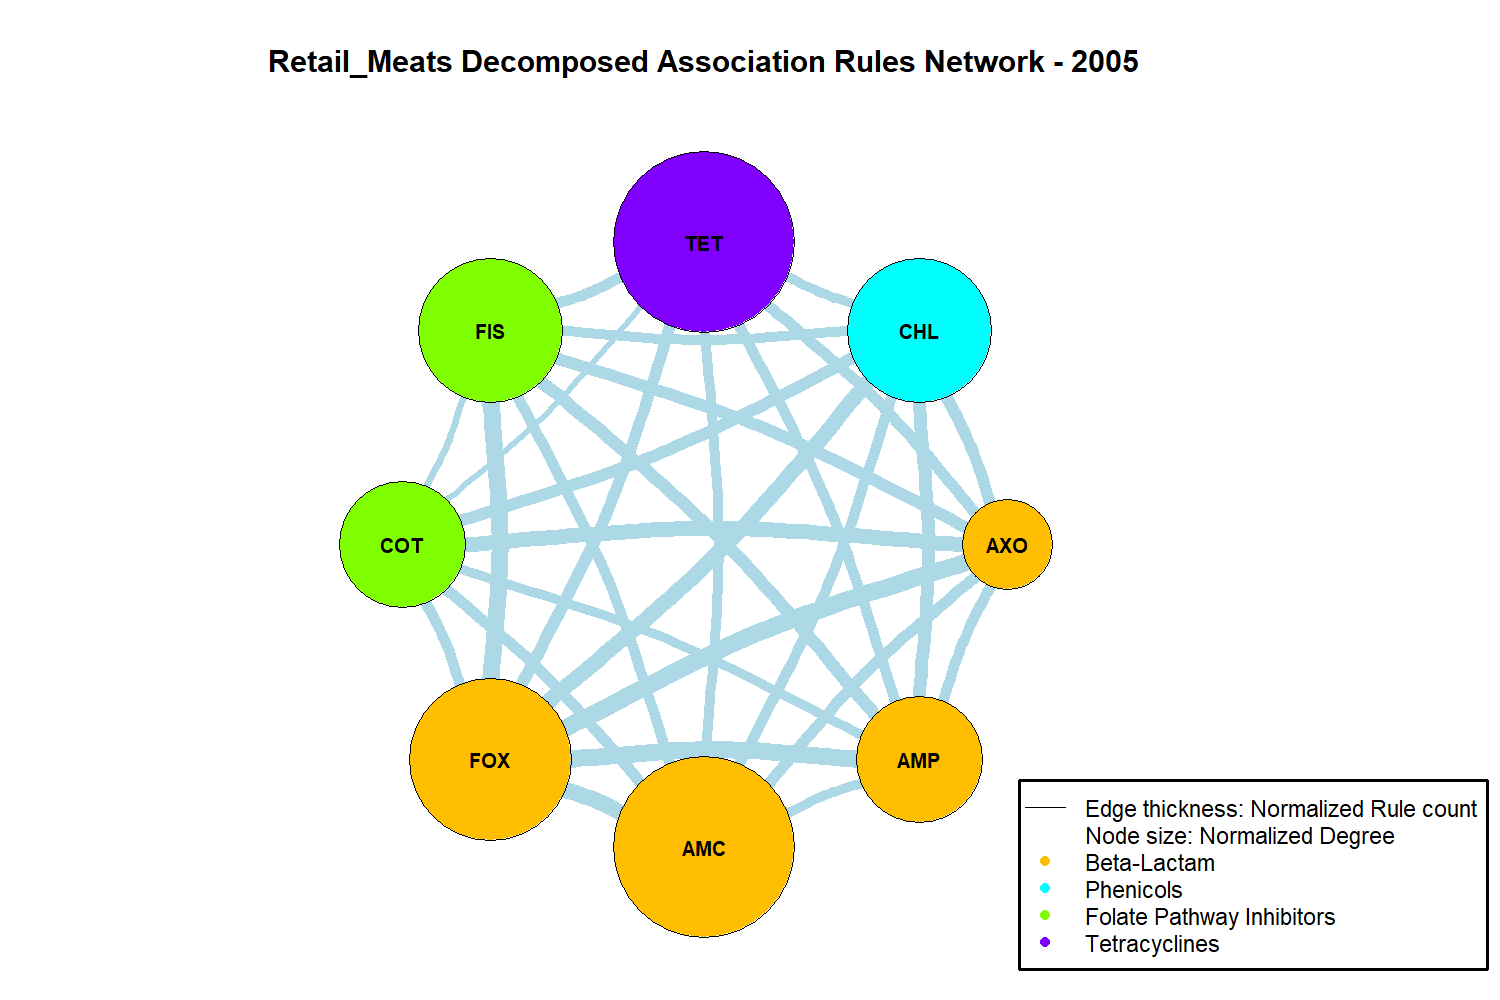 Retail_Meats Decomposed Association Rules Network - 2005
TET
FIS
CHL
COT
AXO
FOX
AMP
AMC
Edge thickness: Normalized Rule count
Node size: Normalized Degree
Beta-Lactam
Phenicols
Folate Pathway Inhibitors
Tetracyclines